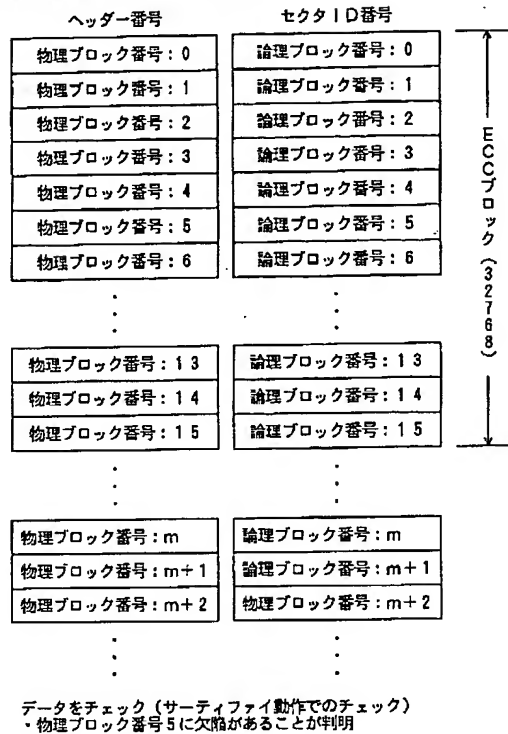 ヘッダー番号 セクタID番号
物理ブロック番号:0 論理ブロック番号:0
物理ブロック番号:1 論理ブロック番号:1
物理ブロック番号:2 論理ブロック番号:2
物理ブロック番号:3 論理ブロック番号:3
物理ブロック番号:4 論理ブロック番号:4
物理ブロック番号:5 論理ブロック番号:5
物理ブロック番号:6 論理ブロック番号:6
ECCブロック(32768)
物理ブロック番号:13 論理ブロック番号:13
物理ブロック番号:14 論理ブロック番号:14
物理ブロック番号:15 論理ブロック番号:15
物理ブロック番号:m 論理ブロック番号:m
物理ブロック番号:m+1 論理ブロック番号:m+1
物理ブロック番号:m+2 物理ブロック番号:m+2
データをチェック(サーティファイ動作でのチェック)
・物理ブロック番号5に欠陥があることが判明